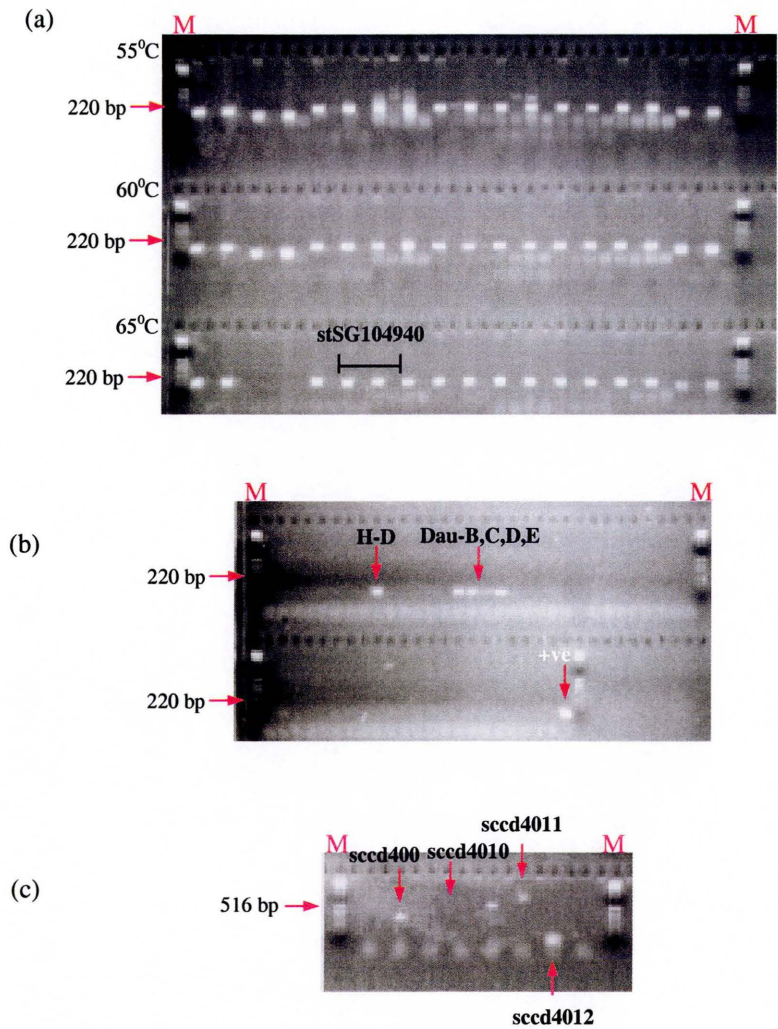 (a)
M M
55⁰C
220 bp
60⁰C
220 bp
65⁰C
stSG104940
220 bp
(b)
M M
H-D Dau-B,C,D,E
220 bp
+ve
220 bp
(c)
sccd4011
M sccd400 sccd4010 M
516 bp
sccd4012